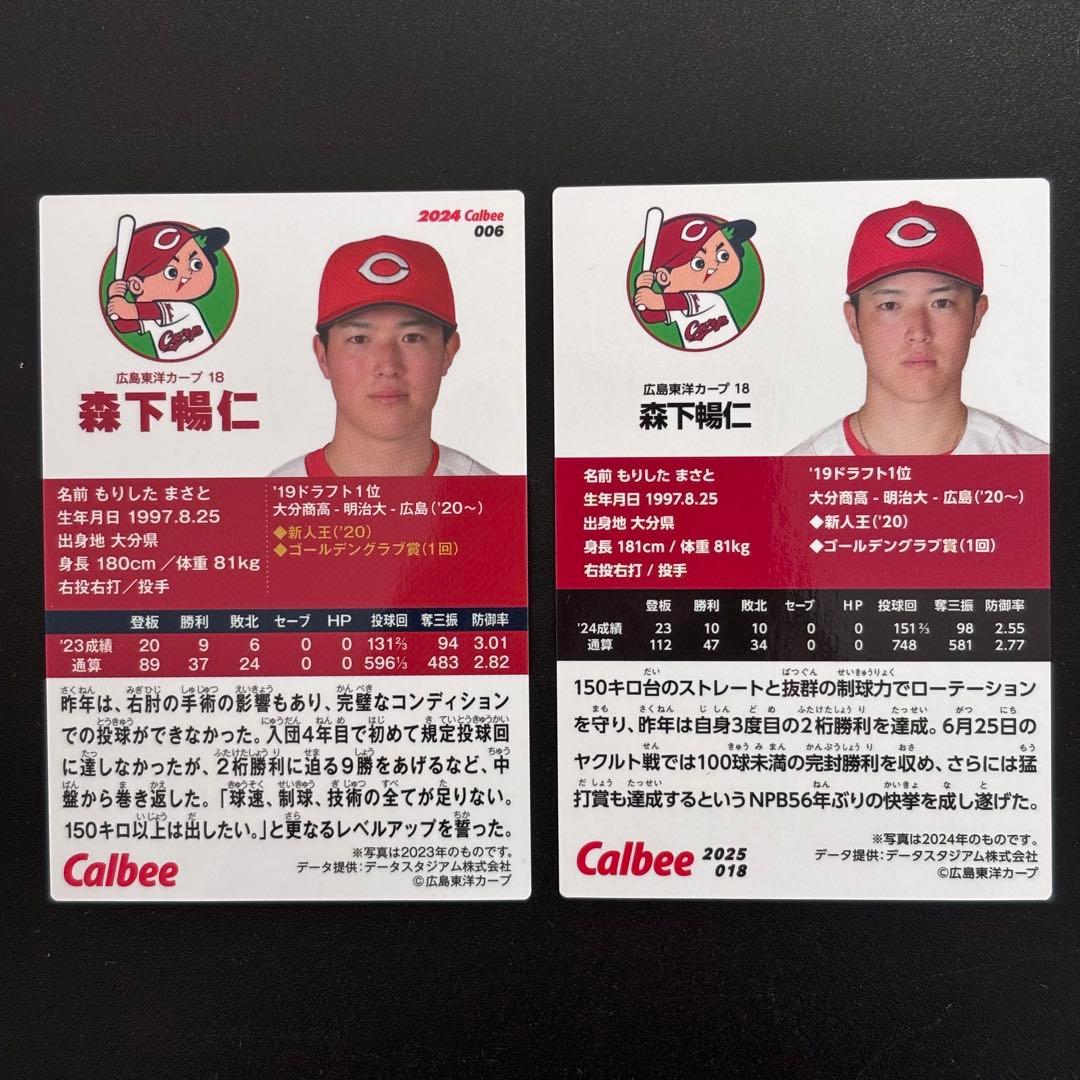 2024 Calbee
006
広島東洋カープ 18
森下暢仁
名前 もりした まさと
生年月日 1997.8.25
出身地 大分県
身長 180cm／体重 81kg
右投右打／投手
'19ドラフト1位
大分商高 - 明治大 - 広島('20～)
◆新人王('20)
◆ゴールデングラブ賞(1回)
登板 勝利 敗北 セーブ HP 投球回 奪三振 防御率
'23成績 20 9 6 0 0 131⅔ 94 3.01
通算 89 37 24 0 0 596⅓ 483 2.82
昨年は、右肘の手術の影響もあり、完璧なコンディション
での投球ができなかった。入団4年目で初めて規定投球回
に達しなかったが、2桁勝利に迫る9勝をあげるなど、中
盤から巻き返した。「球速、制球、技術の全てが足りない。
150キロ以上は出したい。」と更なるレベルアップを誓った。
※写真は2023年のものです。
データ提供：データスタジアム株式会社
©広島東洋カープ
Calbee
広島東洋カープ 18
森下暢仁
名前 もりした まさと
生年月日 1997.8.25
出身地 大分県
身長 181cm / 体重 81kg
右投右打 / 投手
'19ドラフト1位
大分商高 - 明治大 - 広島('20～)
◆新人王('20)
◆ゴールデングラブ賞(1回)
登板 勝利 敗北 セーブ HP 投球回 奪三振 防御率
'24成績 23 10 10 0 0 151⅔ 98 2.55
通算 112 47 34 0 0 748 581 2.77
150キロ台のストレートと抜群の制球力でローテーション
を守り、昨年は自身3度目の2桁勝利を達成。6月25日の
ヤクルト戦では100球未満の完封勝利を収め、さらには猛
打賞も達成するというNPB56年ぶりの快挙を成し遂げた。
※写真は2024年のものです。
データ提供：データスタジアム株式会社
©広島東洋カープ
Calbee 2025
018